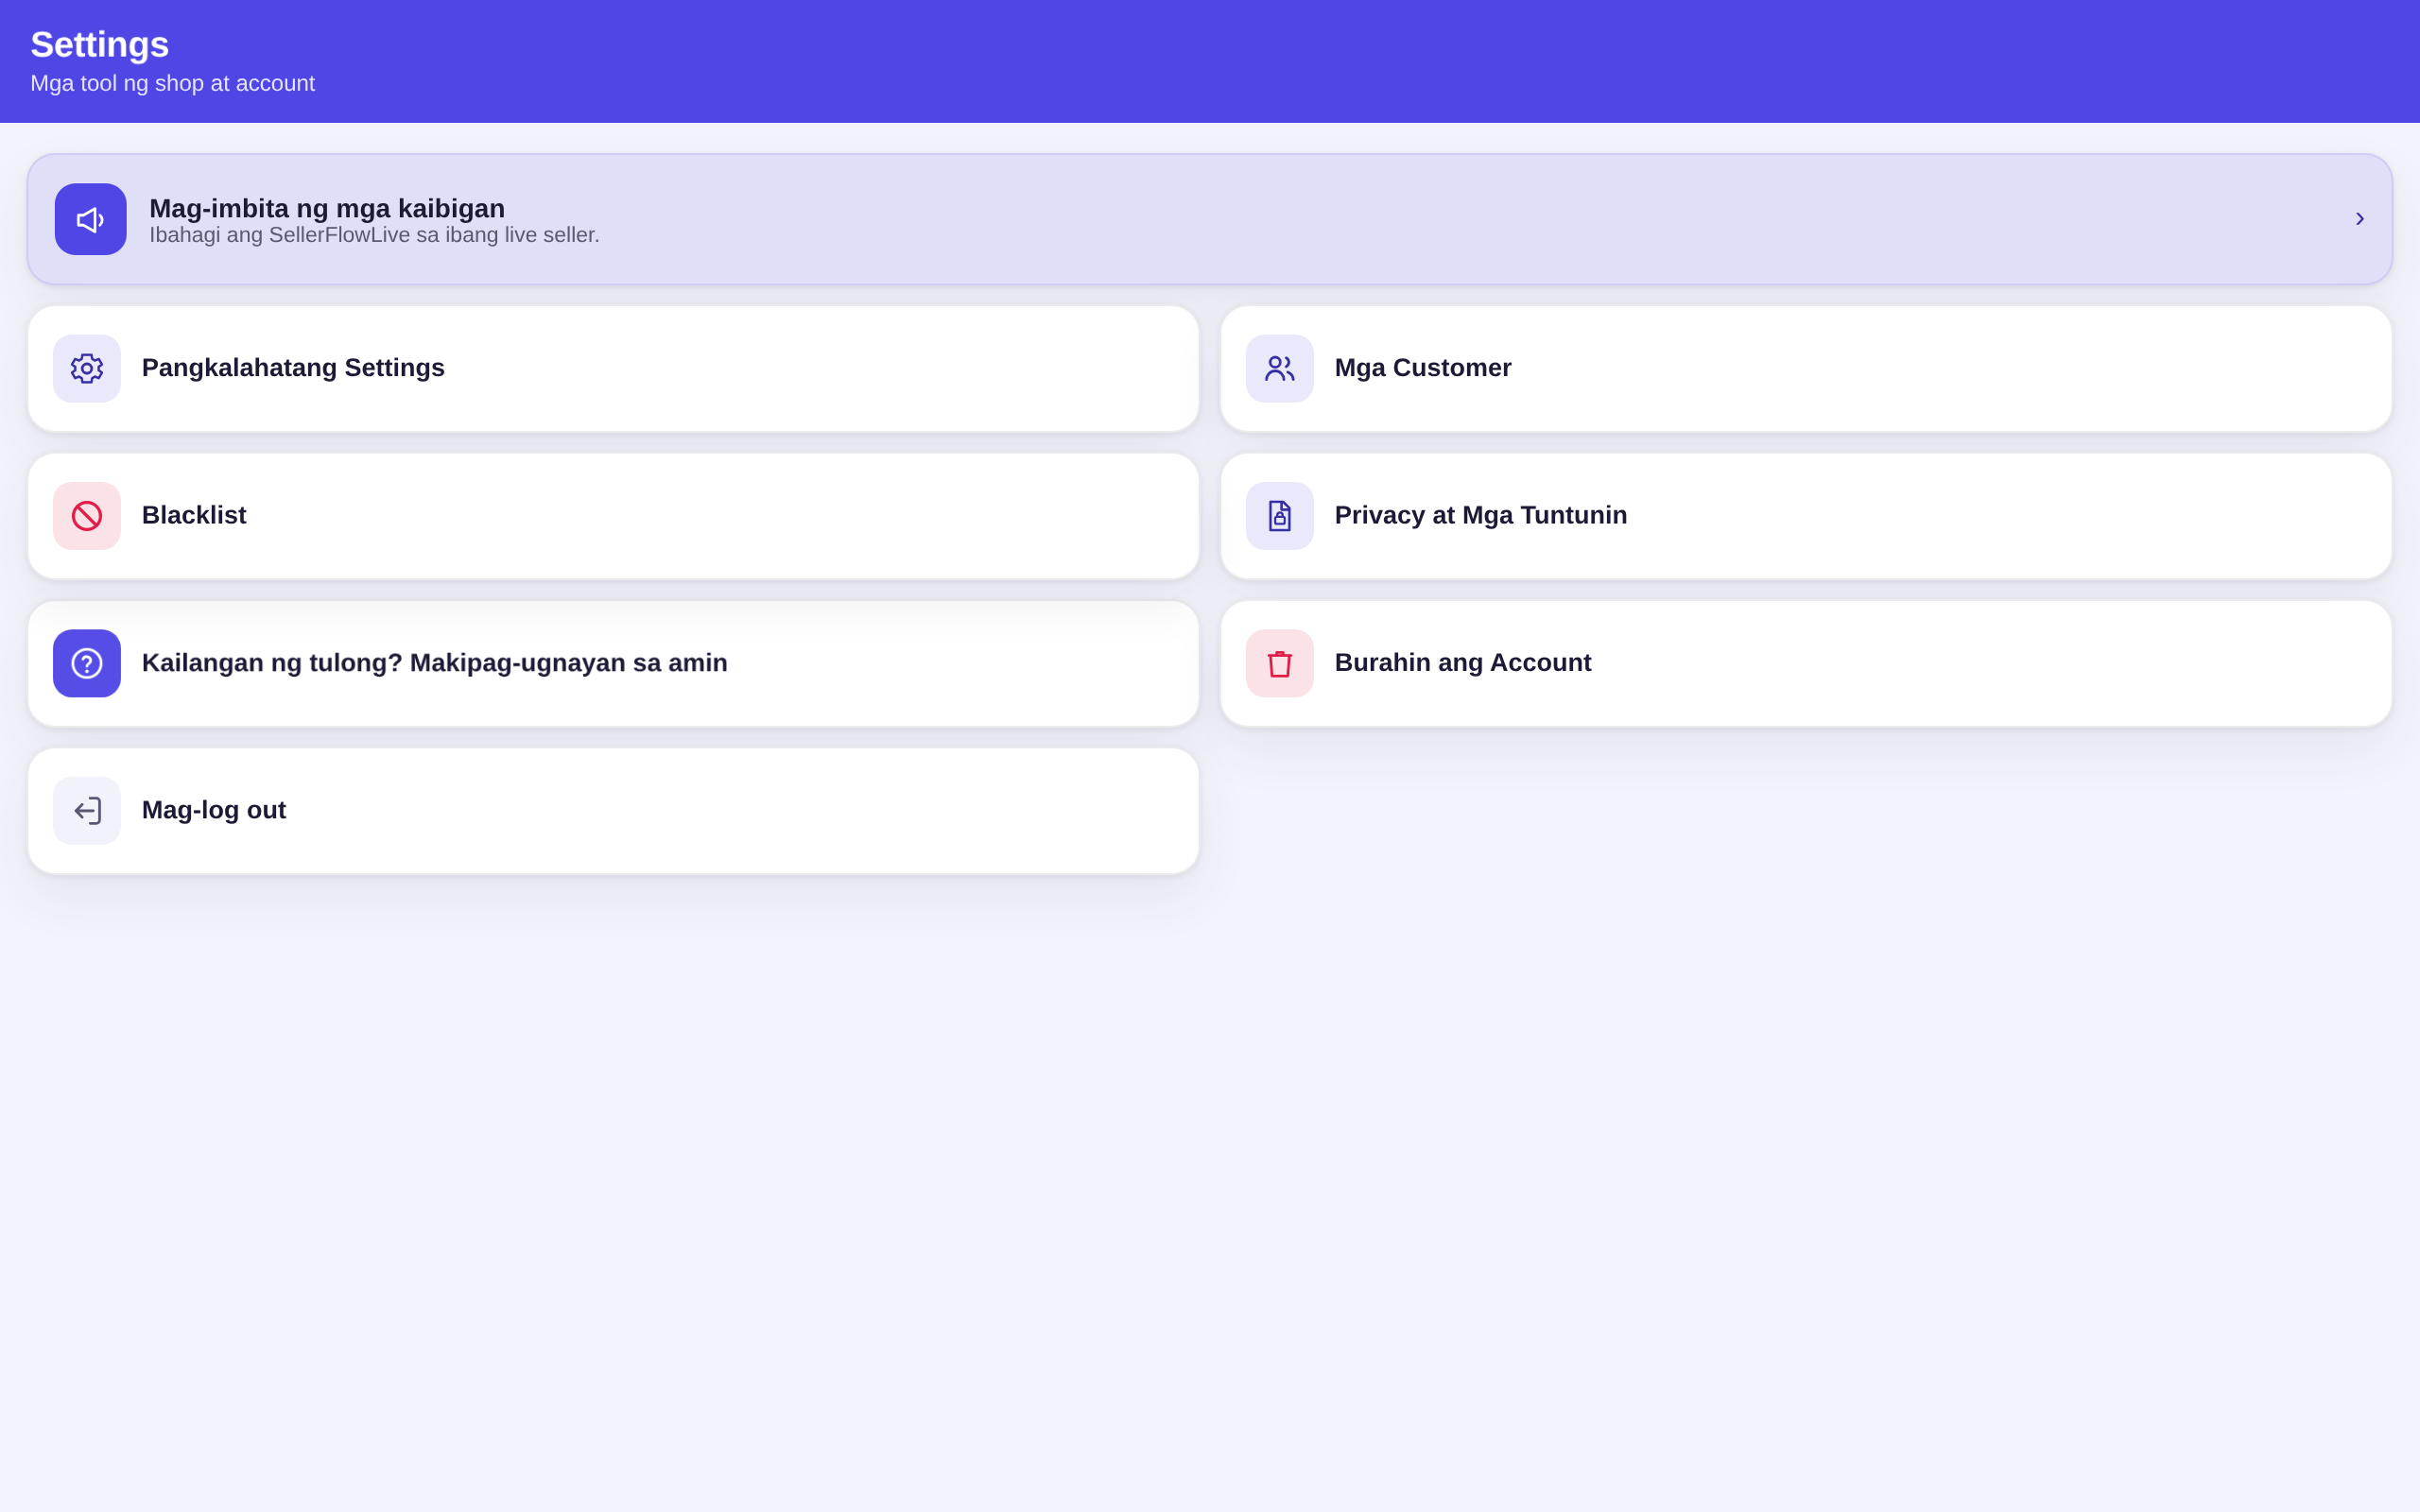 Settings
Mga tool ng shop at account
Mag-imbita ng mga kaibigan
Ibahagi ang SellerFlowLive sa ibang live seller.
Pangkalahatang Settings
Mga Customer
Blacklist
Privacy at Mga Tuntunin
Kailangan ng tulong? Makipag-ugnayan sa amin
Burahin ang Account
Mag-log out